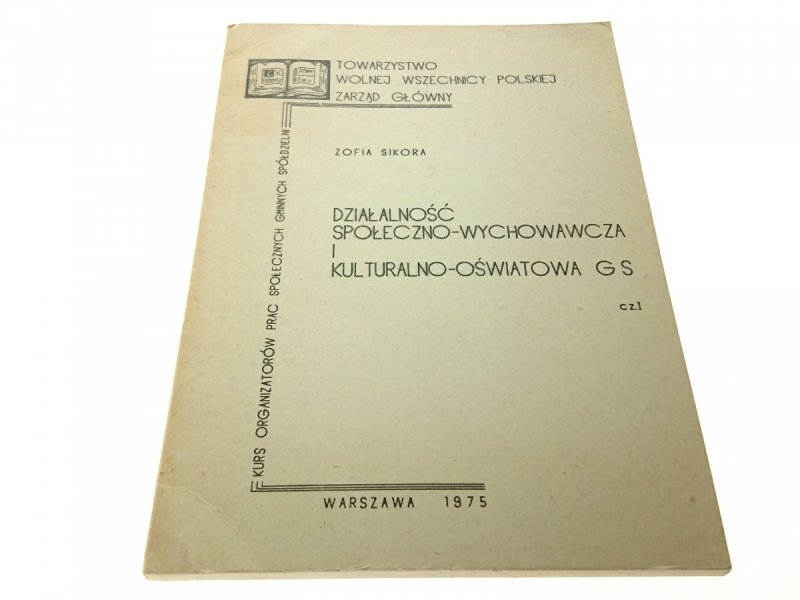 TOWARZYSTWO
WOLNEJ WSZECHNICY POLSKIEJ
ZARZĄD GŁÓWNY
ZOFIA SIKORA
DZIAŁALNOŚĆ
SPOŁECZNO-WYCHOWAWCZA
I
KULTURALNO-OŚWIATOWA GS
cz.I
KURS ORGANIZATORÓW PRAC SPOŁECZNYCH GMINNYCH SPÓŁDZIELNI
WARSZAWA 1975